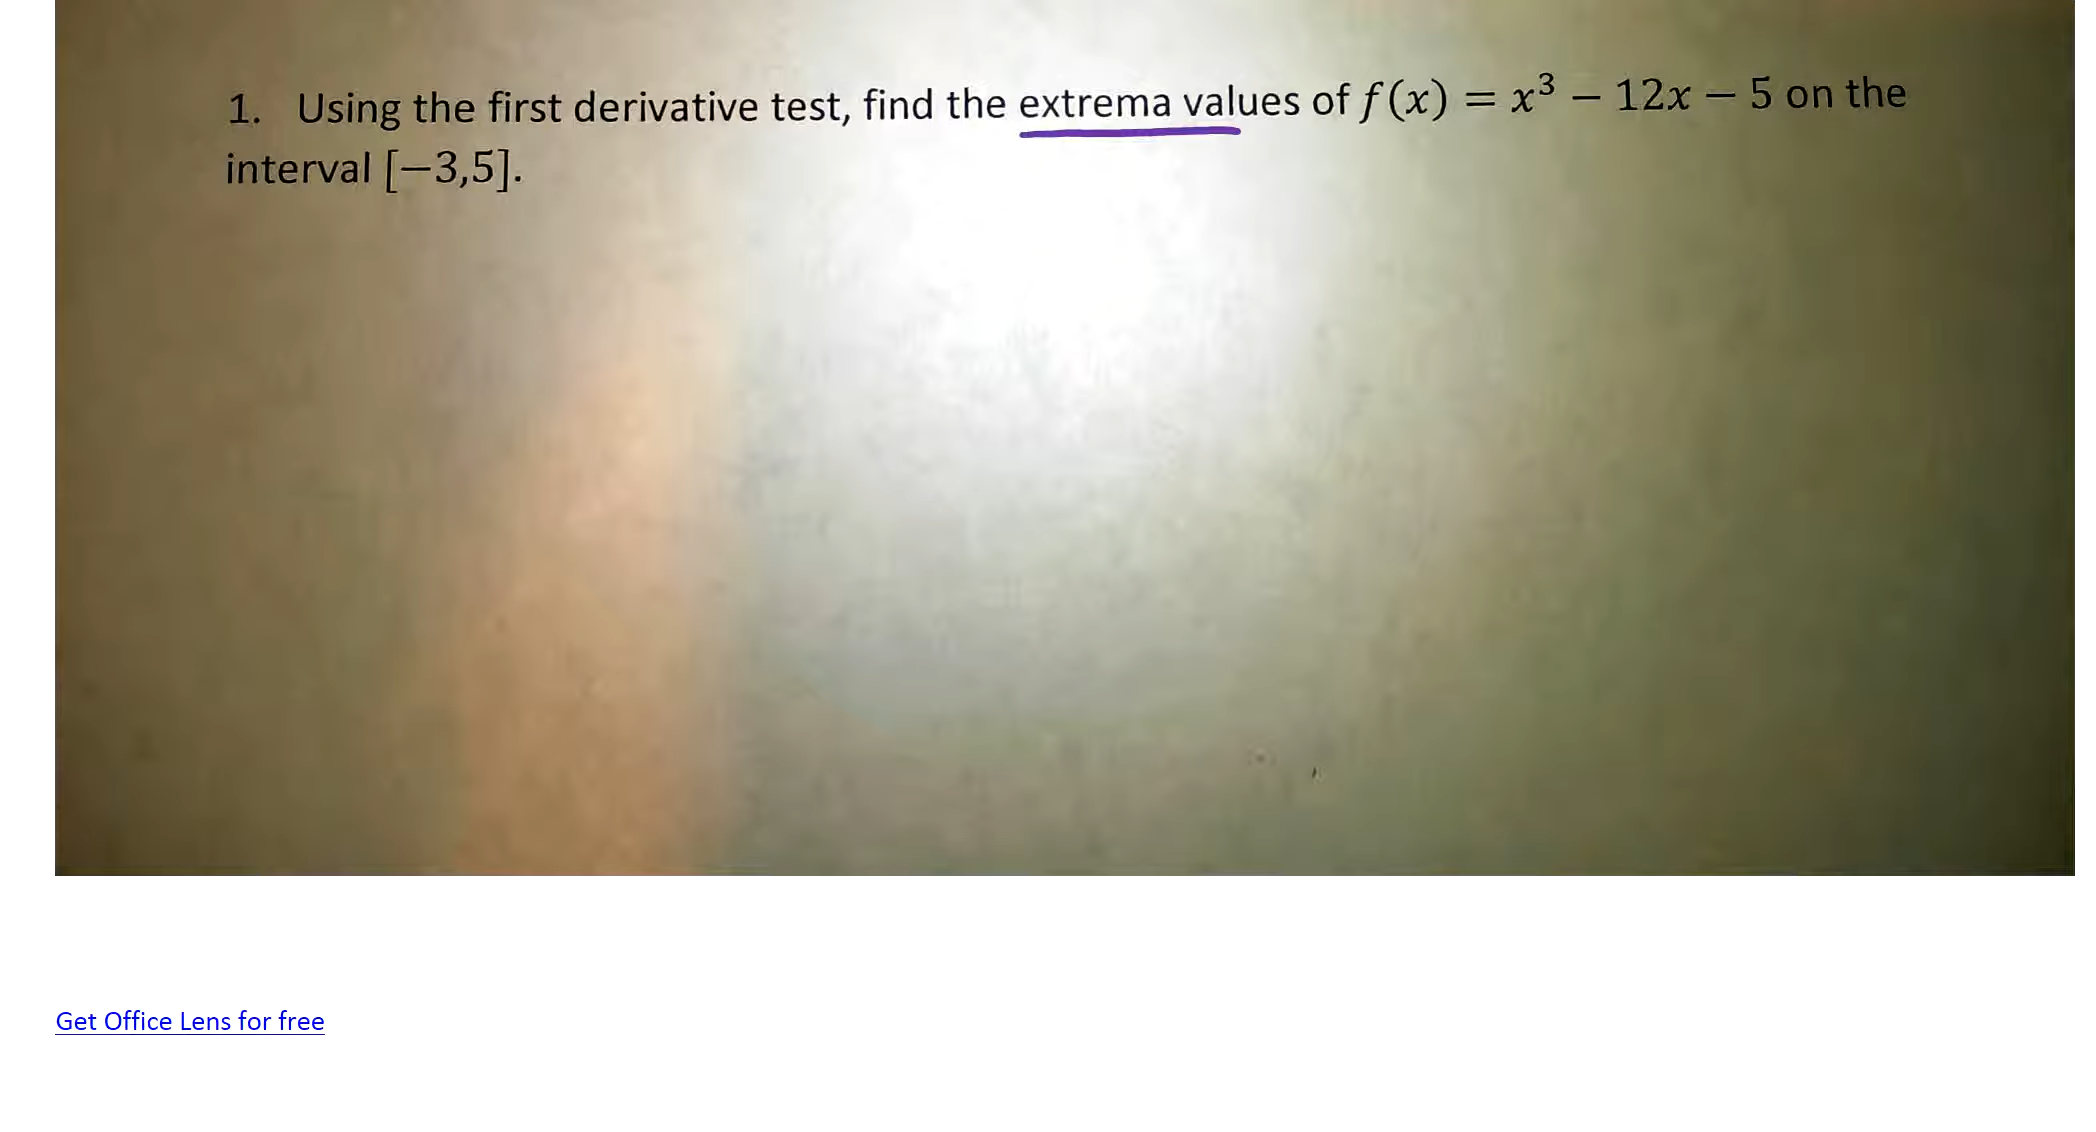 1. Using the first derivative test, find the extrema values of f(x) = x³ − 12x − 5 on the
interval [−3,5].
Get Office Lens for free